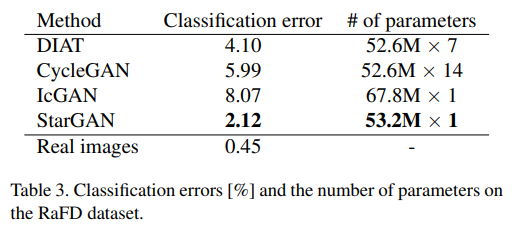 Method Classification error # of parameters
DIAT 4.10 52.6M × 7
CycleGAN 5.99 52.6M × 14
IcGAN 8.07 67.8M × 1
StarGAN 2.12 53.2M × 1
Real images 0.45 -
Table 3. Classification errors [%] and the number of parameters on
the RaFD dataset.